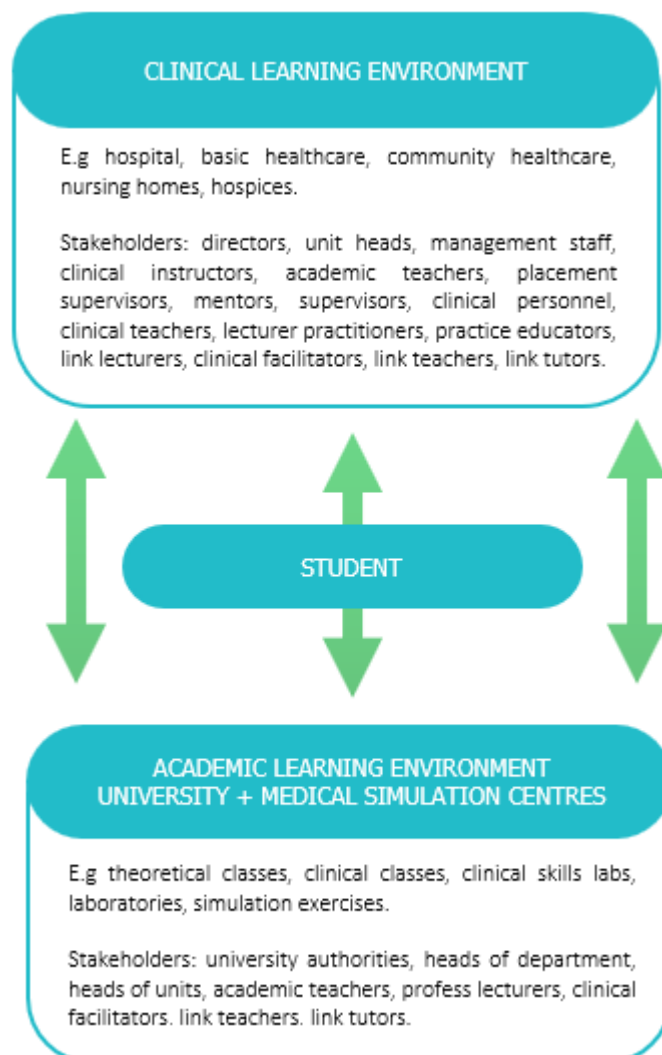 CLINICAL LEARNING ENVIRONMENT
E.g hospital, basic healthcare, community healthcare,
nursing homes, hospices.
Stakeholders: directors, unit heads, management staff,
clinical instructors, academic teachers, placement
supervisors, mentors, supervisors, clinical personnel,
clinical teachers, lecturer practitioners, practice educators,
link lecturers, clinical facilitators, link teachers, link tutors.
STUDENT
ACADEMIC LEARNING ENVIRONMENT
UNIVERSITY + MEDICAL SIMULATION CENTRES
E.g theoretical classes, clinical classes, clinical skills labs,
laboratories, simulation exercises.
Stakeholders: university authorities, heads of department,
heads of units, academic teachers, profess lecturers, clinical
facilitators. link teachers. link tutors.